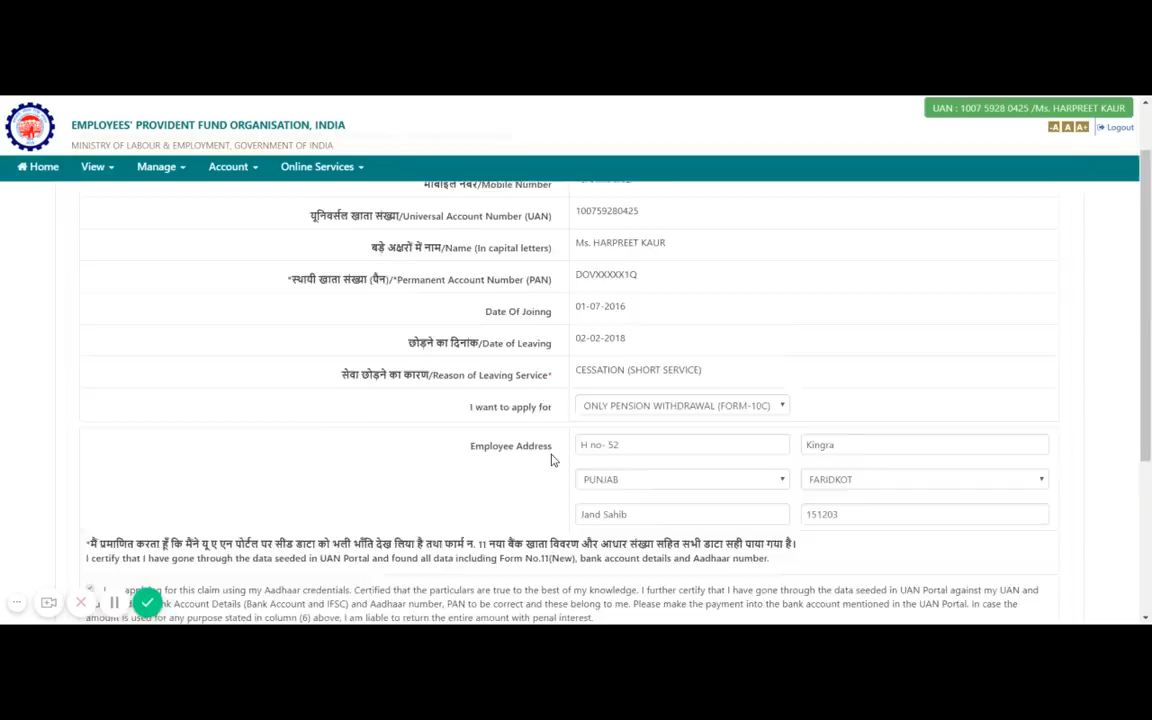 UAN : 1007 5928 0425 /Ms. HARPREET KAUR
EMPLOYEES' PROVIDENT FUND ORGANISATION, INDIA
-A A A+ Logout
MINISTRY OF LABOUR & EMPLOYMENT, GOVERNMENT OF INDIA
Home View Manage Account Online Services
मोबाइल नंबर/Mobile Number
यूनिवर्सल खाता संख्या/Universal Account Number (UAN) 100759280425
बड़े अक्षरों में नाम/Name (In capital letters) Ms. HARPREET KAUR
*स्थायी खाता संख्या (पैन)/*Permanent Account Number (PAN) DOVXXXXX1Q
Date Of Joinng 01-07-2016
छोड़ने का दिनांक/Date of Leaving 02-02-2018
सेवा छोड़ने का कारण/Reason of Leaving Service* CESSATION (SHORT SERVICE)
I want to apply for ONLY PENSION WITHDRAWAL (FORM-10C)
Employee Address H no- 52 Kingra
PUNJAB FARIDKOT
Jand Sahib 151203
*मैं प्रमाणित करता हूँ कि मैंने यू ए एन पोर्टल पर सीड डाटा को भली भाँति देख लिया है तथा फार्म न. 11 नया बैंक खाता विवरण और आधार संख्या सहित सभी डाटा सही पाया गया है।
I certify that I have gone through the data seeded in UAN Portal and found all data including Form No.11(New), bank account details and Aadhaar number.
for this claim using my Aadhaar credentials. Certified that the particulars are true to the best of my knowledge. I further certify that I have gone through the data seeded in UAN Portal against my UAN and
Account Details (Bank Account and IFSC) and Aadhaar number, PAN to be correct and these belong to me. Please make the payment into the bank account mentioned in the UAN Portal. In case the
amount is used for any purpose stated in column (6) above, I am liable to return the entire amount with penal interest.